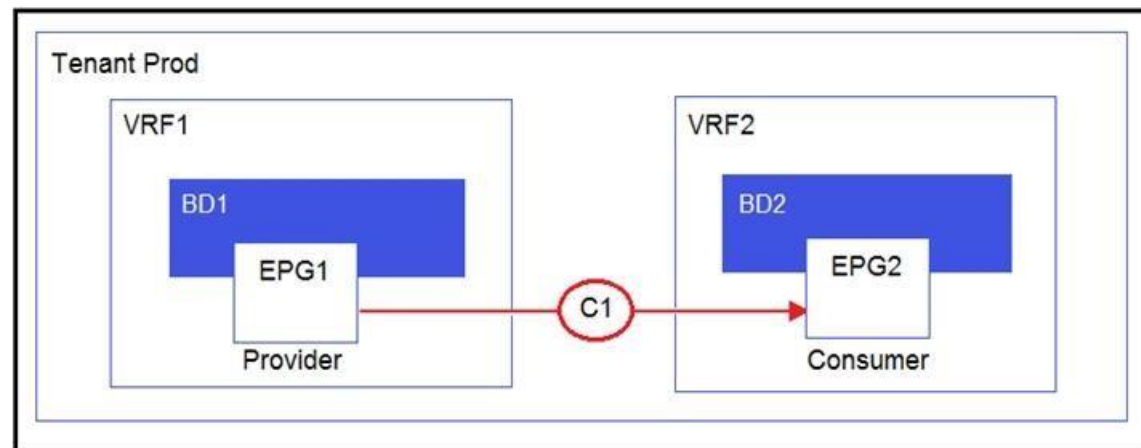 Tenant Prod
VRF1
VRF2
BD1
BD2
EPG1
EPG2
C1
Provider
Consumer